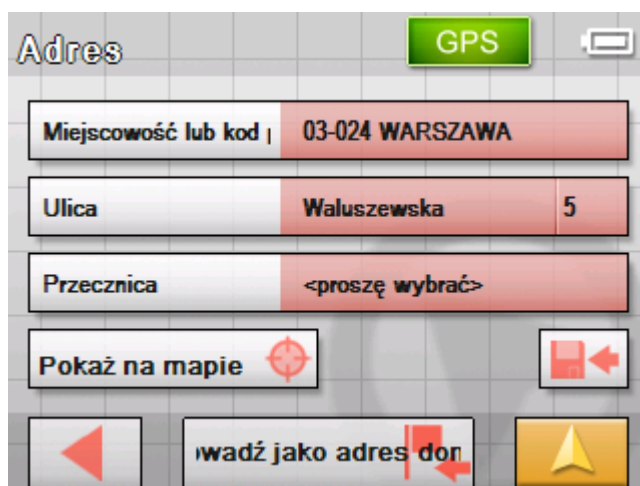 Adres GPS
Miejscowość lub kod 03-024 WARSZAWA
Ulica Waluszewska 5
Przecznica <proszę wybrać>
Pokaż na mapie
wadź jako adres dom